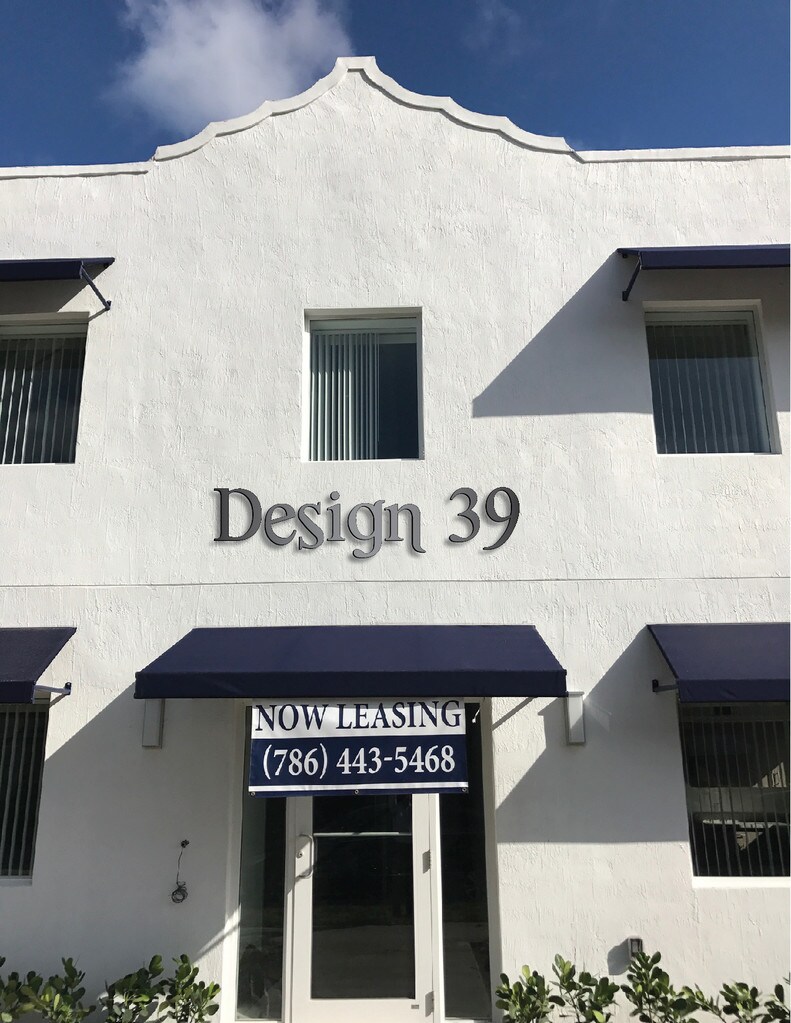 Design 39
NOW LEASING
(786) 443-5468